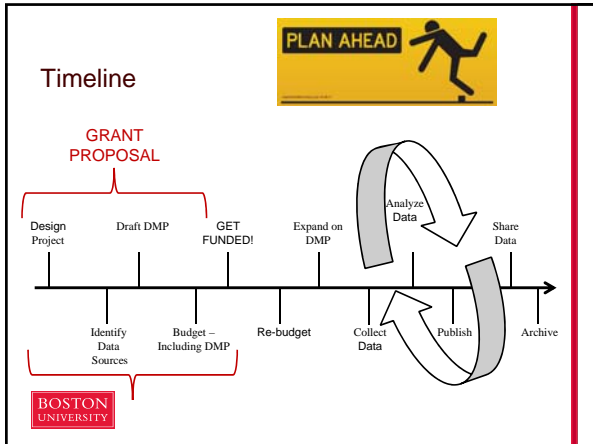 PLAN AHEAD
Timeline
GRANT
PROPOSAL
Design
Project
Draft DMP
GET
FUNDED!
Expand on
DMP
Analyze
Data
Share
Data
Identify
Data
Sources
Budget –
Including DMP
Re-budget
Collect
Data
Publish
Archive
BOSTON
UNIVERSITY